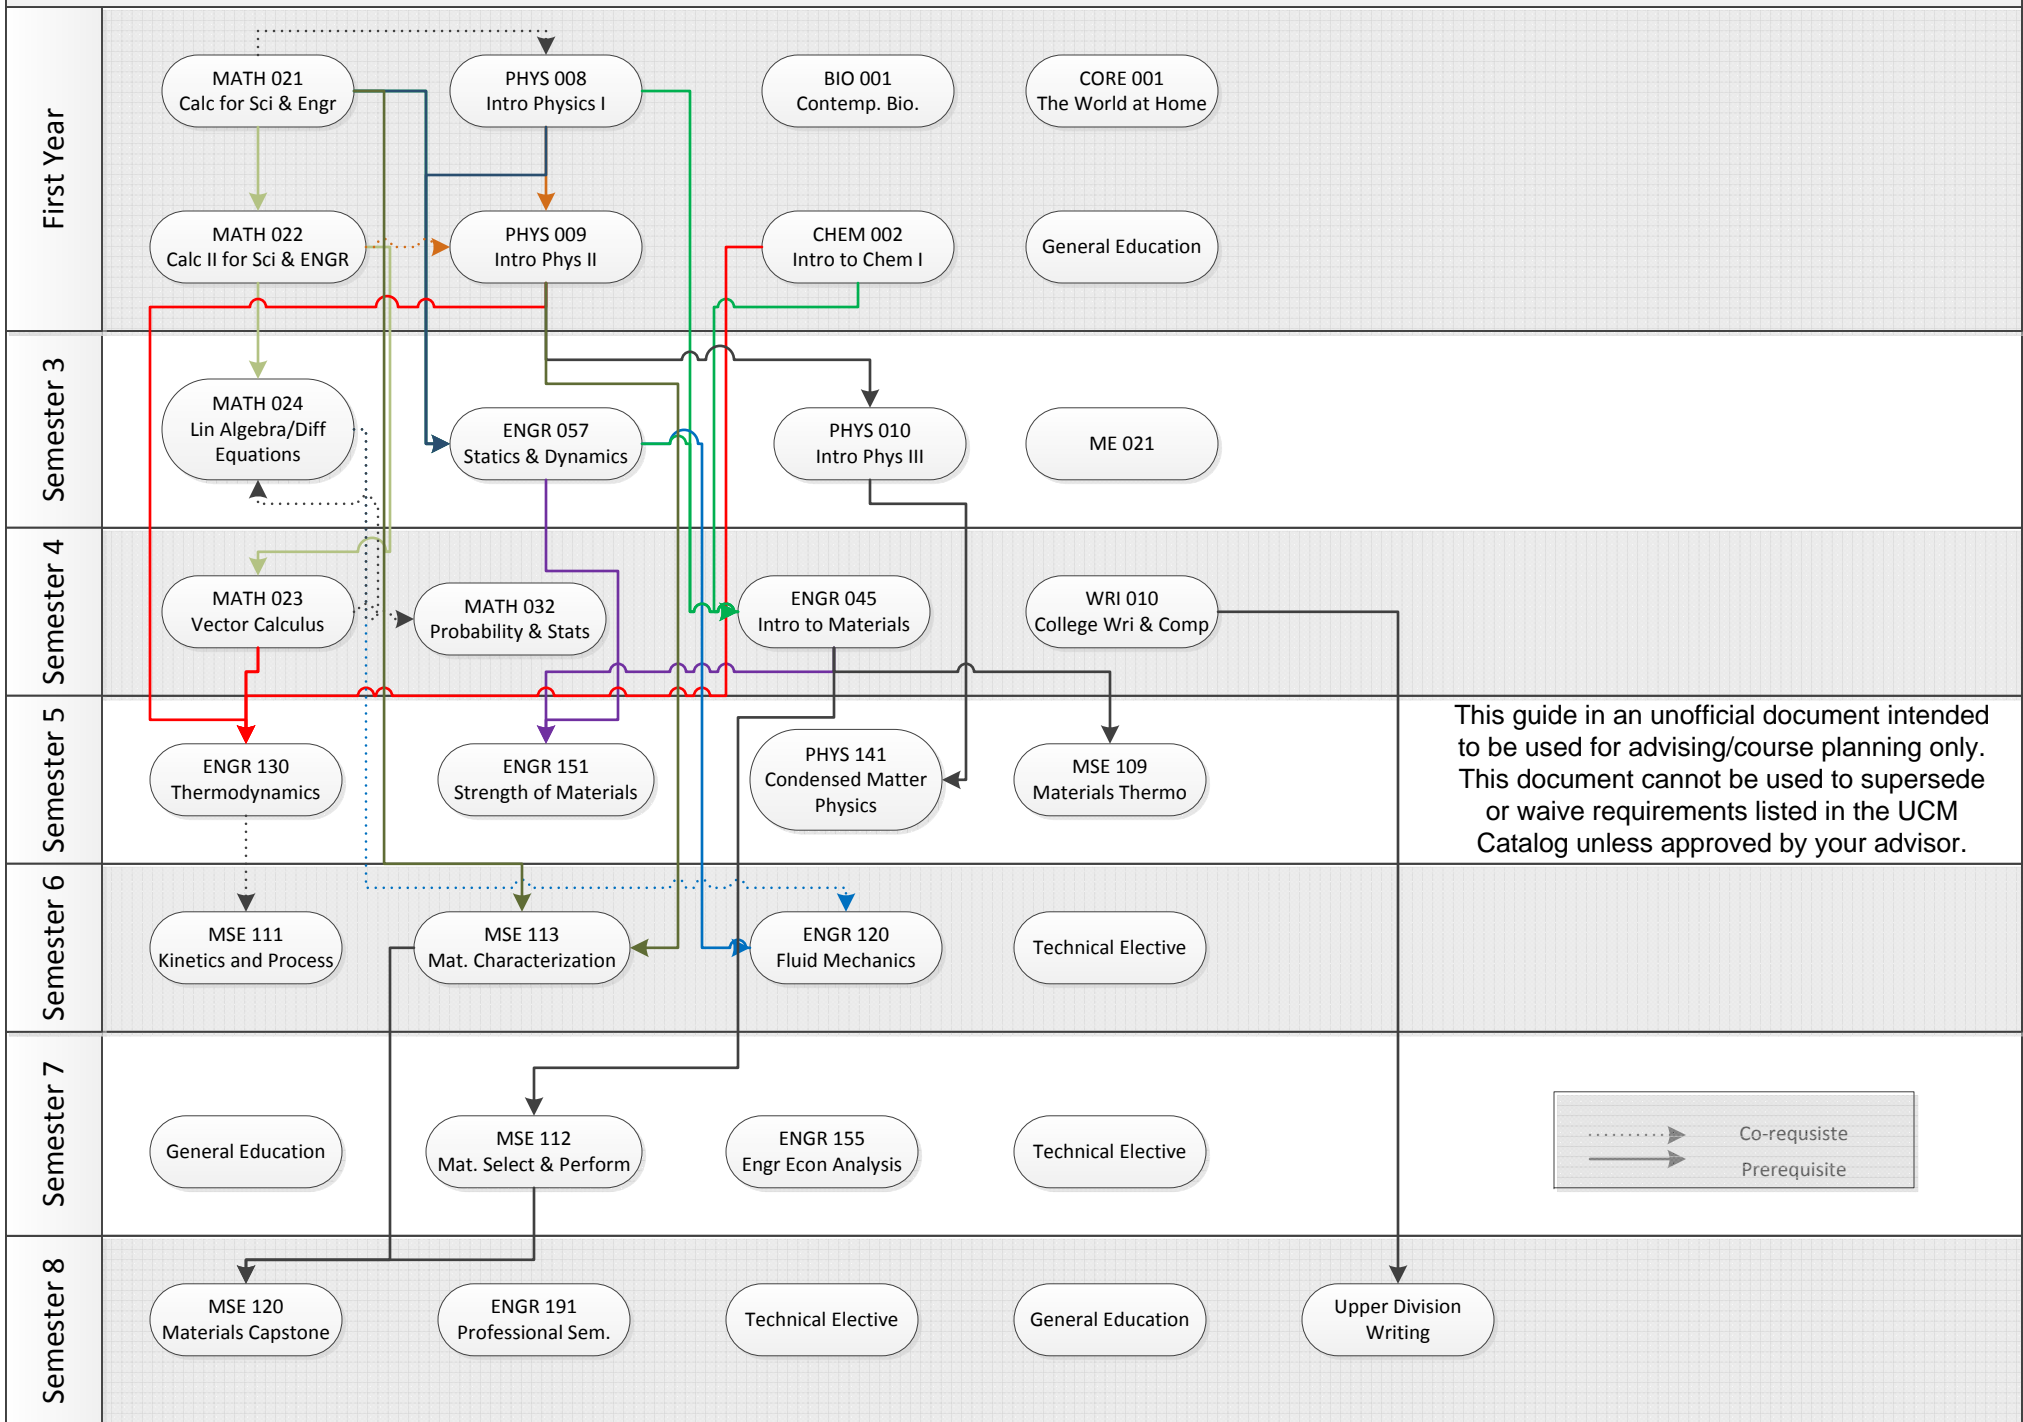 First Year
MATH 021
Calc for Sci & Engr
PHYS 008
Intro Physics I
BIO 001
Contemp. Bio.
CORE 001
The World at Home
MATH 022
Calc II for Sci & ENGR
PHYS 009
Intro Phys II
CHEM 002
Intro to Chem I
General Education
Semester 3
MATH 024
Lin Algebra/Diff
Equations
ENGR 057
Statics & Dynamics
PHYS 010
Intro Phys III
ME 021
Semester 4
MATH 023
Vector Calculus
MATH 032
Probability & Stats
ENGR 045
Intro to Materials
WRI 010
College Wri & Comp
Semester 5
ENGR 130
Thermodynamics
ENGR 151
Strength of Materials
PHYS 141
Condensed Matter
Physics
MSE 109
Materials Thermo
This guide in an unofficial document intended
to be used for advising/course planning only.
This document cannot be used to supersede
or waive requirements listed in the UCM
Catalog unless approved by your advisor.
Semester 6
MSE 111
Kinetics and Process
MSE 113
Mat. Characterization
ENGR 120
Fluid Mechanics
Technical Elective
Semester 7
General Education
MSE 112
Mat. Select & Perform
ENGR 155
Engr Econ Analysis
Technical Elective
Co-requsiste
Prerequisite
Semester 8
MSE 120
Materials Capstone
ENGR 191
Professional Sem.
Technical Elective
General Education
Upper Division
Writing